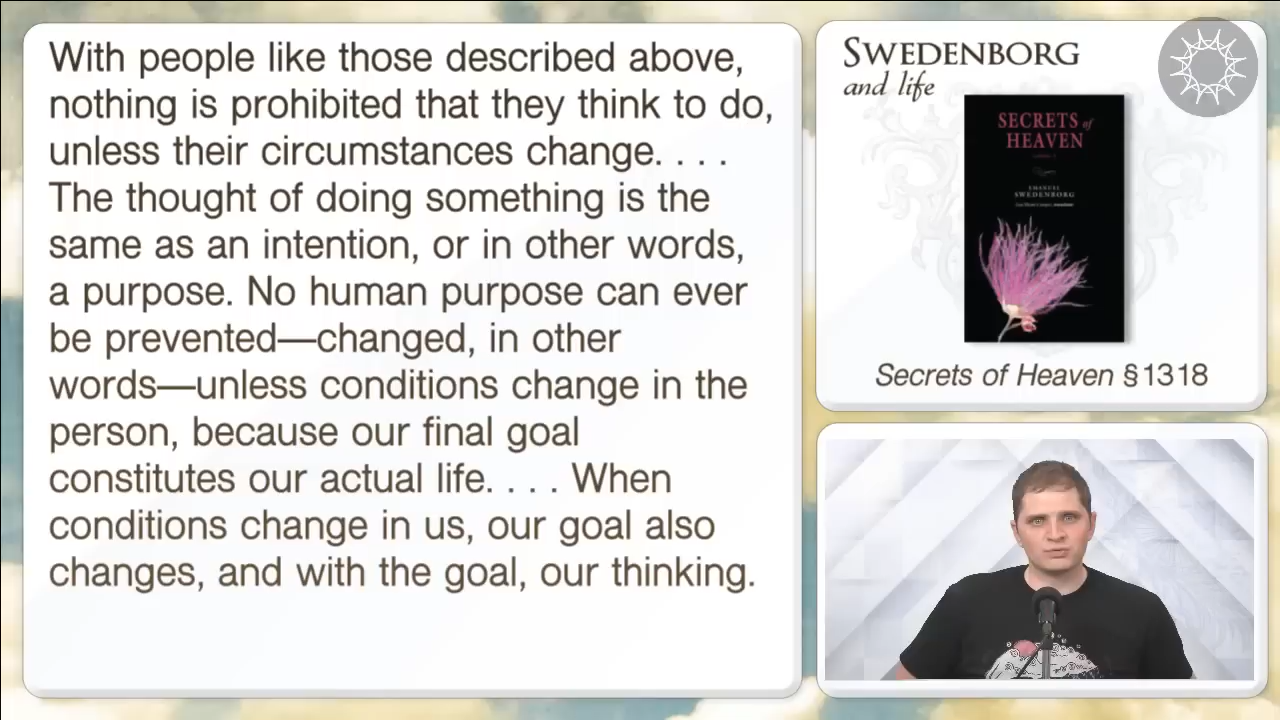 With people like those described above,
nothing is prohibited that they think to do,
unless their circumstances change. . . .
The thought of doing something is the
same as an intention, or in other words,
a purpose. No human purpose can ever
be prevented—changed, in other
words—unless conditions change in the
person, because our final goal
constitutes our actual life. . . . When
conditions change in us, our goal also
changes, and with the goal, our thinking.
SWEDENBORG
and life
SECRETS of
HEAVEN
EMANUEL
SWEDENBORG
Secrets of Heaven §1318